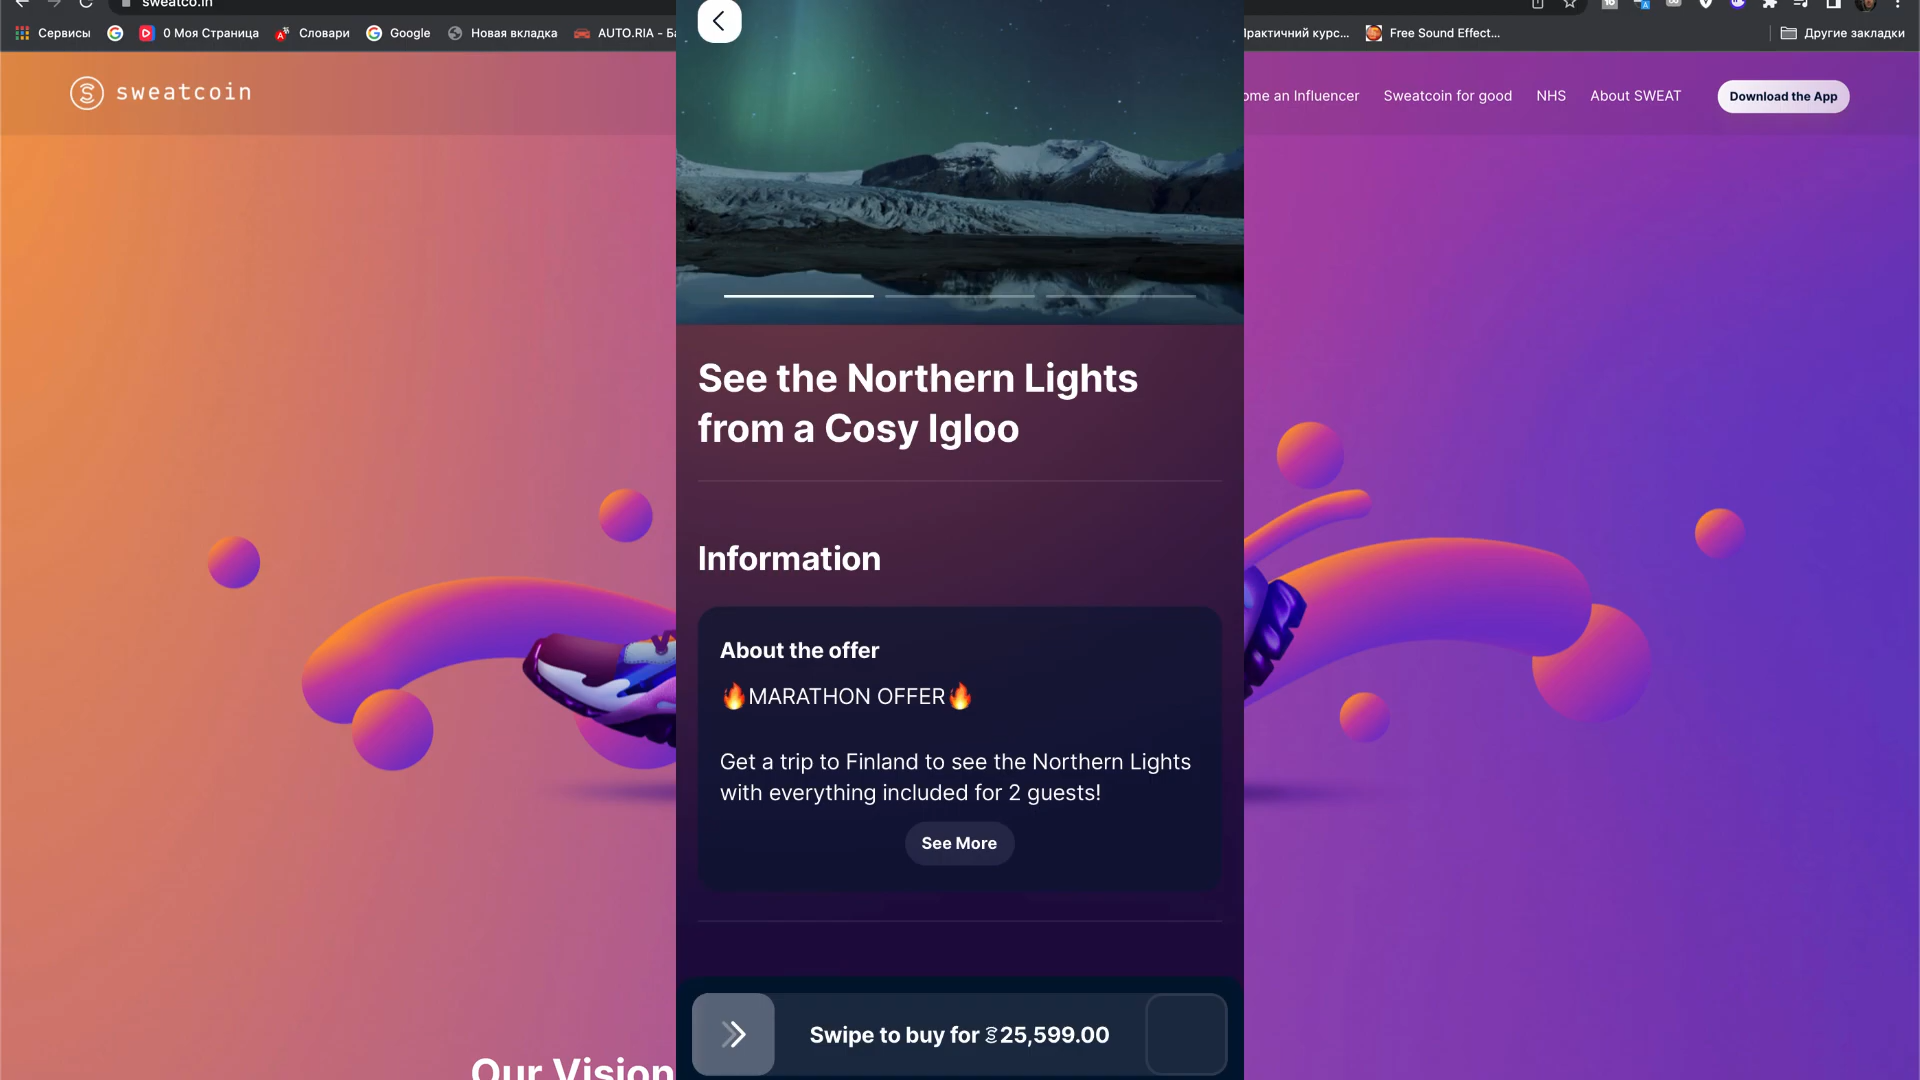 sweatco.in
Сервисы
0 Моя Страница
Словари
Google
Новая вкладка
AUTO.RIA - Ба
Практичний курс...
Free Sound Effect...
Другие закладки
sweatcoin
ome an Influencer
Sweatcoin for good
NHS
About SWEAT
Download the App
See the Northern Lights
from a Cosy Igloo
Information
About the offer
🔥MARATHON OFFER🔥
Get a trip to Finland to see the Northern Lights
with everything included for 2 guests!
See More
Swipe to buy for 25,599.00
Our Vision